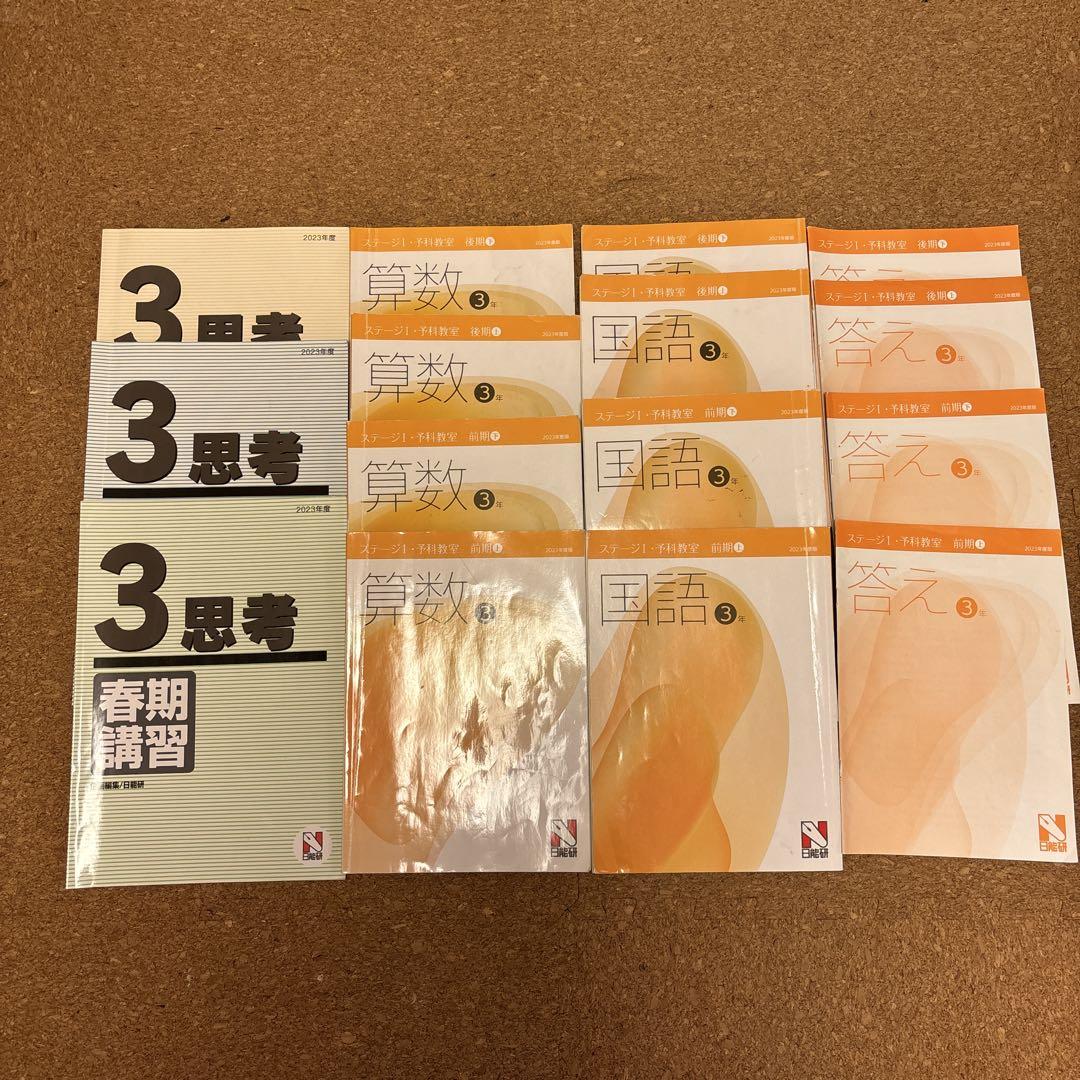 2023年度
3思考
2023年度
3思考
2023年度
3思考
春期
講習
企画編集/日能研
日能研
ステージⅠ・予科教室 後期下 2023年度版
算数3年
ステージⅠ・予科教室 後期上 2023年度版
算数3年
ステージⅠ・予科教室 前期下 2023年度版
算数3年
ステージⅠ・予科教室 前期上 2023年度版
算数3年
日能研
ステージⅠ・予科教室 後期下 2023年度版
国語
ステージⅠ・予科教室 後期上 2023年度版
国語3年
ステージⅠ・予科教室 前期下 2023年度版
国語3年
ステージⅠ・予科教室 前期上 2023年度版
国語3年
日能研
ステージⅠ・予科教室 後期下 2023年度版
答え
ステージⅠ・予科教室 後期上 2023年度版
答え3年
ステージⅠ・予科教室 前期下 2023年度版
答え3年
ステージⅠ・予科教室 前期上 2023年度版
答え3年
日能研